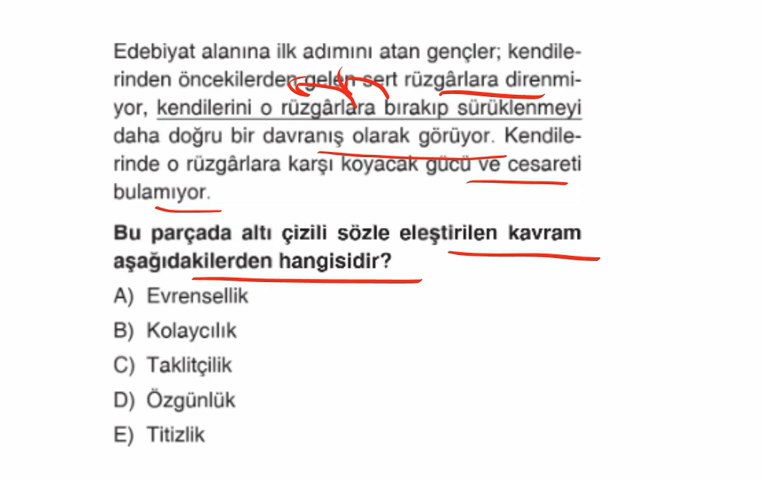 Edebiyat alanına ilk adımını atan gençler; kendile-
rinden öncekilerden gelen sert rüzgârlara direnmi-
yor, kendilerini o rüzgârlara bırakıp sürüklenmeyi
daha doğru bir davranış olarak görüyor. Kendile-
rinde o rüzgârlara karşı koyacak gücü ve cesareti
bulamıyor.
Bu parçada altı çizili sözle eleştirilen kavram
aşağıdakilerden hangisidir?
A) Evrensellik
B) Kolaycılık
C) Taklitçilik
D) Özgünlük
E) Titizlik